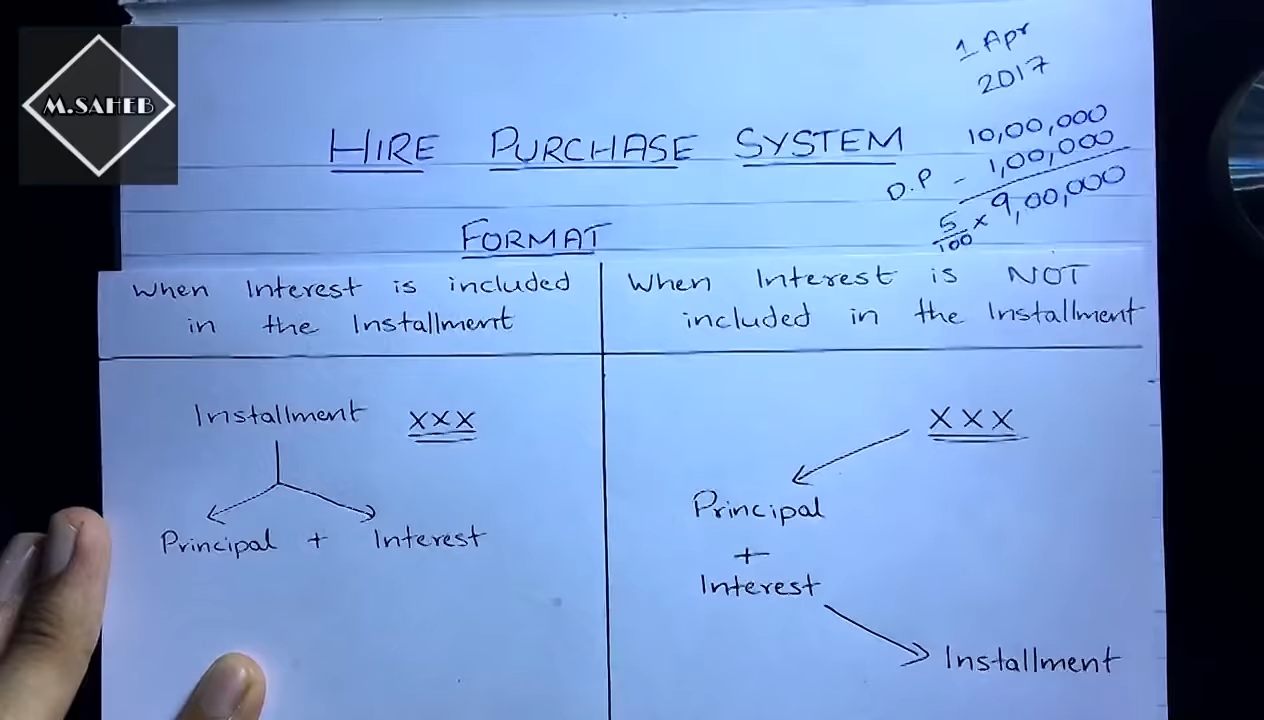 M.SAHEB
1 Apr
2017
HIRE PURCHASE SYSTEM
10,00,000
D.P - 1,00,000
5/100 × 9,00,000
FORMAT
When Interest is included
in the Installment
When Interest is NOT
included in the Installment
Installment XXX
Principal + Interest
XXX
Principal
+
Interest
Installment